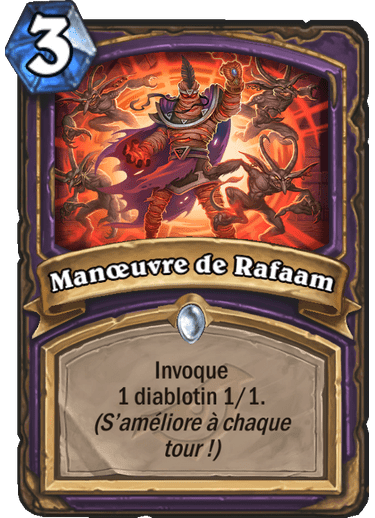 3
Manœuvre de Rafaam
Invoque
1 diablotin 1/1.
(S'améliore à chaque
tour !)